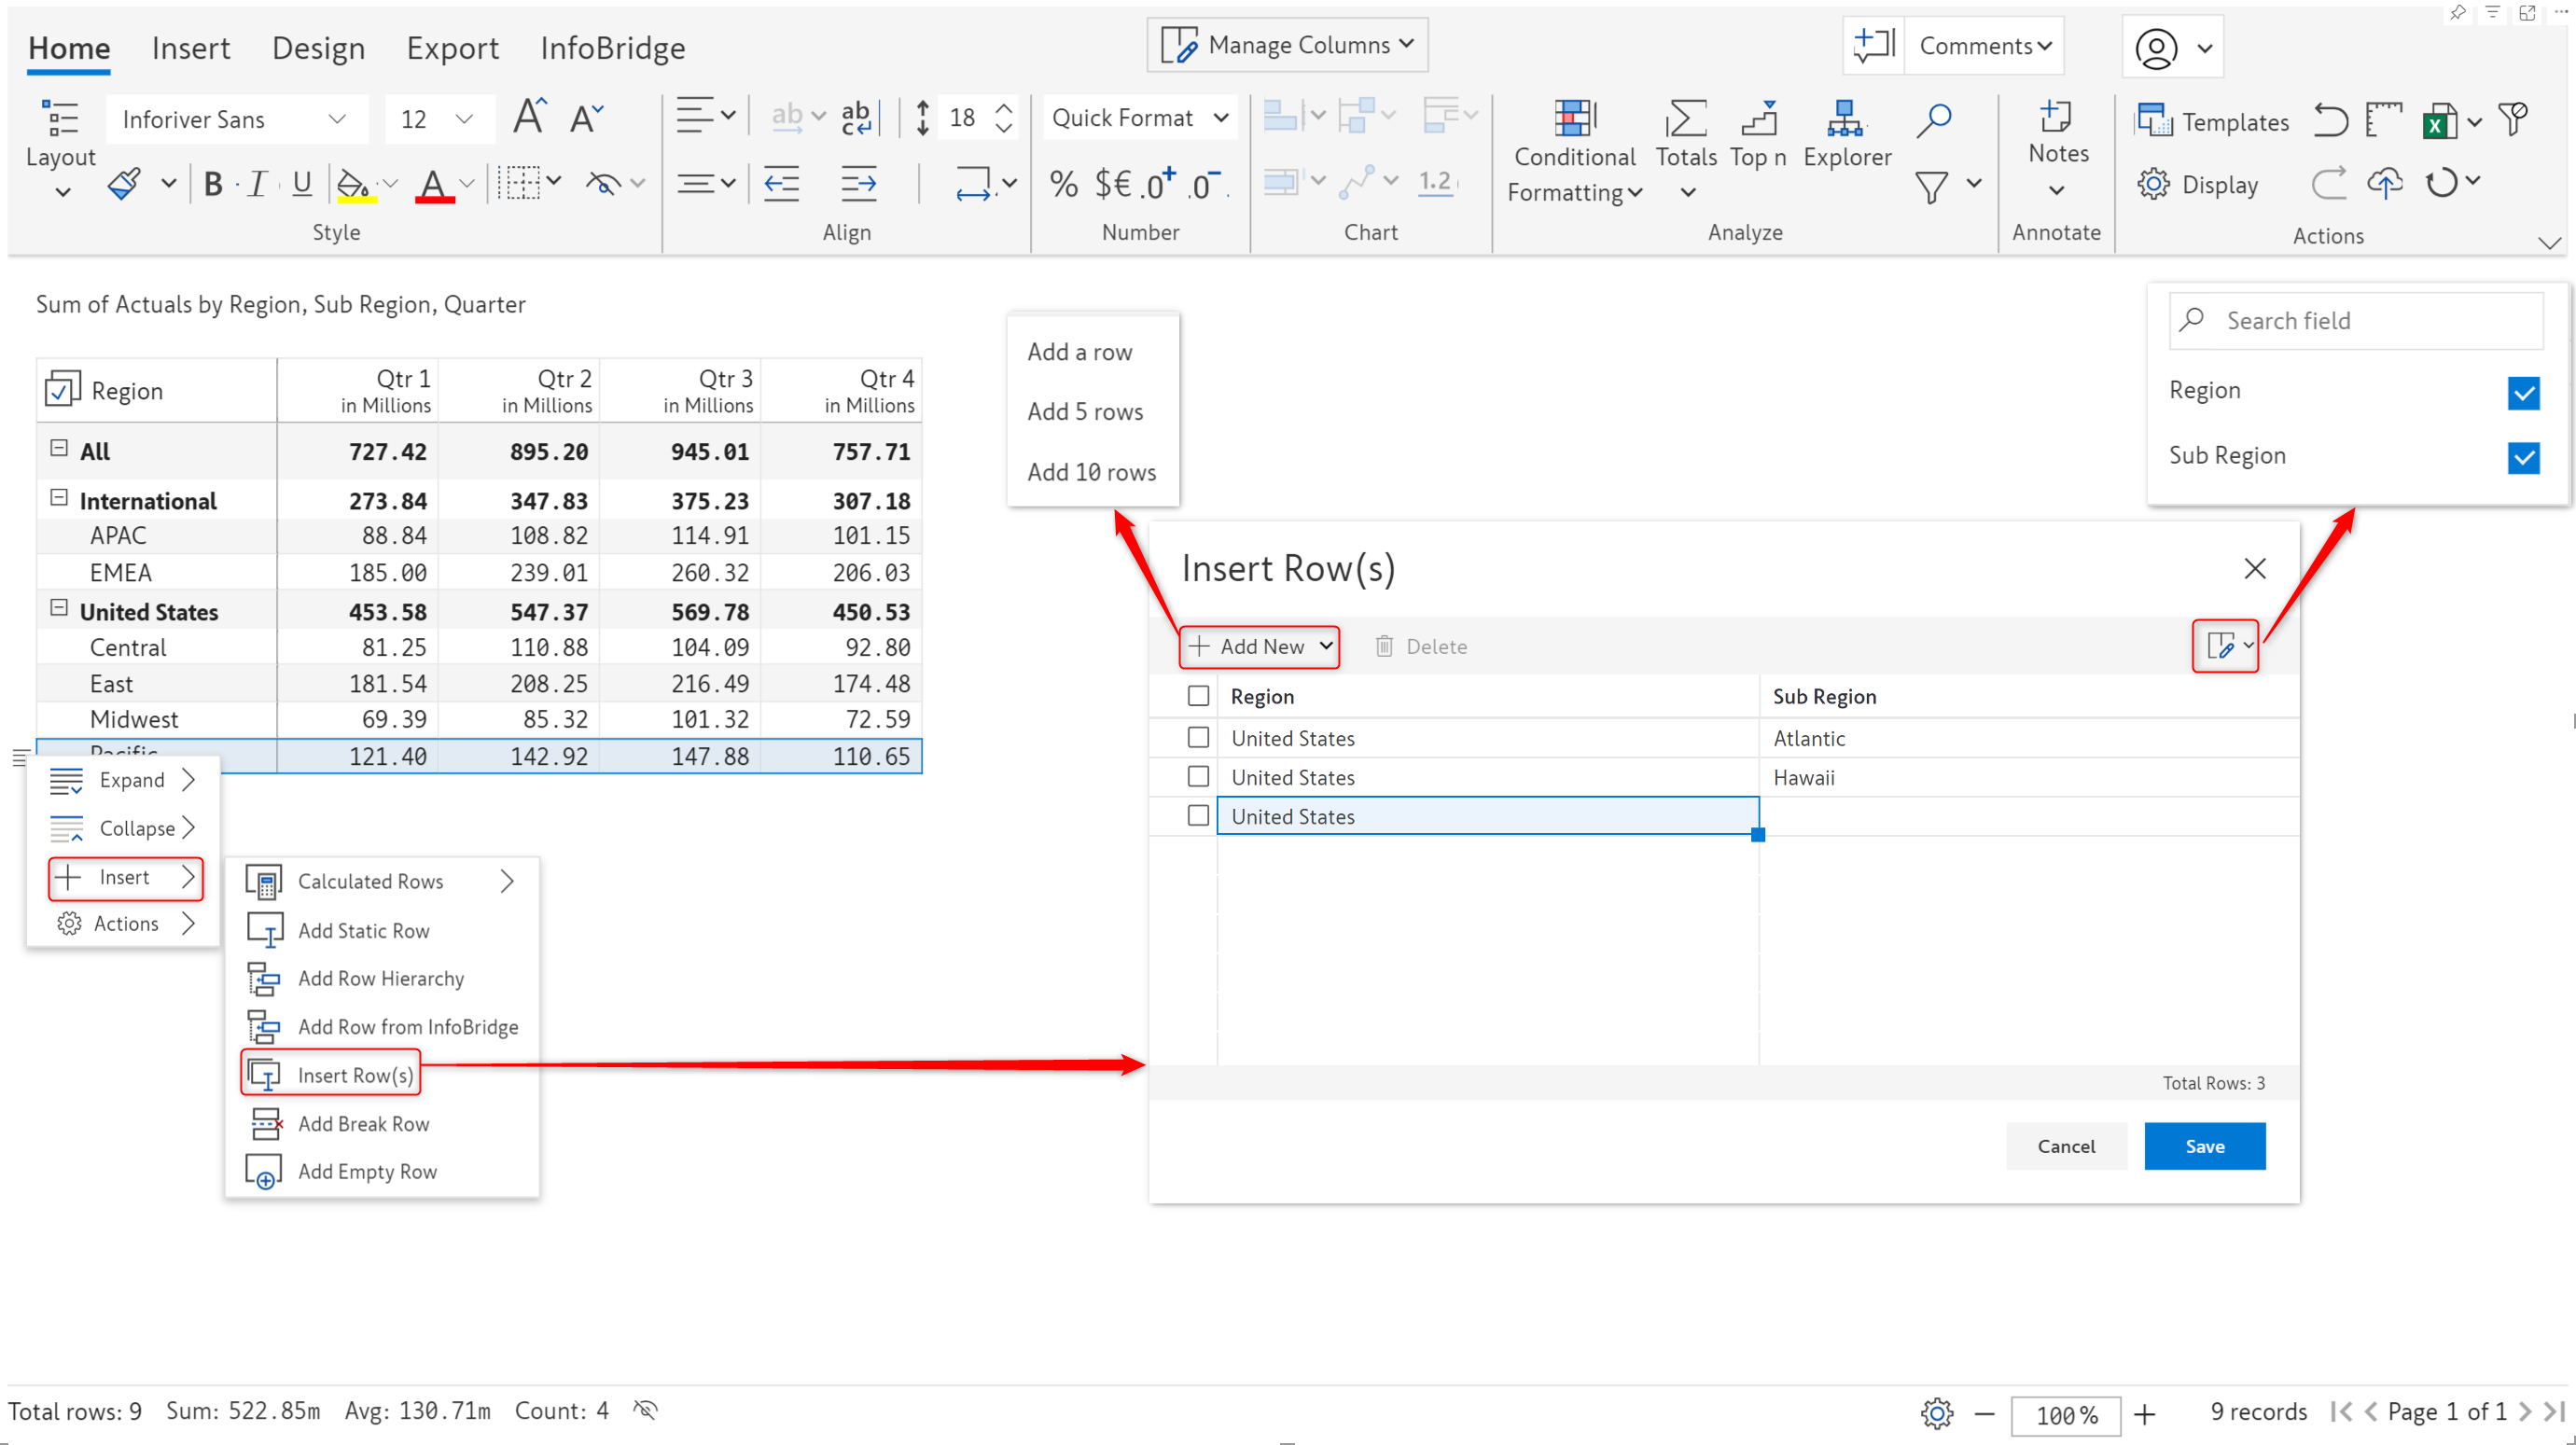 Home Insert Design Export InfoBridge Manage Columns Comments
Inforiver Sans 12 ab ab 18 Quick Format
Layout Conditional Totals Top n Explorer Notes Templates
Formatting Display
B I U A % $€ .0+ .0- 1.2
Style Align Number Chart Analyze Annotate Actions
Sum of Actuals by Region, Sub Region, Quarter
Region Qtr 1 Qtr 2 Qtr 3 Qtr 4
in Millions in Millions in Millions in Millions
All 727.42 895.20 945.01 757.71
International 273.84 347.83 375.23 307.18
APAC 88.84 108.82 114.91 101.15
EMEA 185.00 239.01 260.32 206.03
United States 453.58 547.37 569.78 450.53
Central 81.25 110.88 104.09 92.80
East 181.54 208.25 216.49 174.48
Midwest 69.39 85.32 101.32 72.59
Pacific 121.40 142.92 147.88 110.65
Expand
Collapse
Insert
Actions
Calculated Rows
Add Static Row
Add Row Hierarchy
Add Row from InfoBridge
Insert Row(s)
Add Break Row
Add Empty Row
Add a row
Add 5 rows
Add 10 rows
Search field
Region
Sub Region
Insert Row(s)
Add New Delete
Region Sub Region
United States Atlantic
United States Hawaii
United States
Total Rows: 3
Cancel Save
Total rows: 9 Sum: 522.85m Avg: 130.71m Count: 4 100% 9 records Page 1 of 1